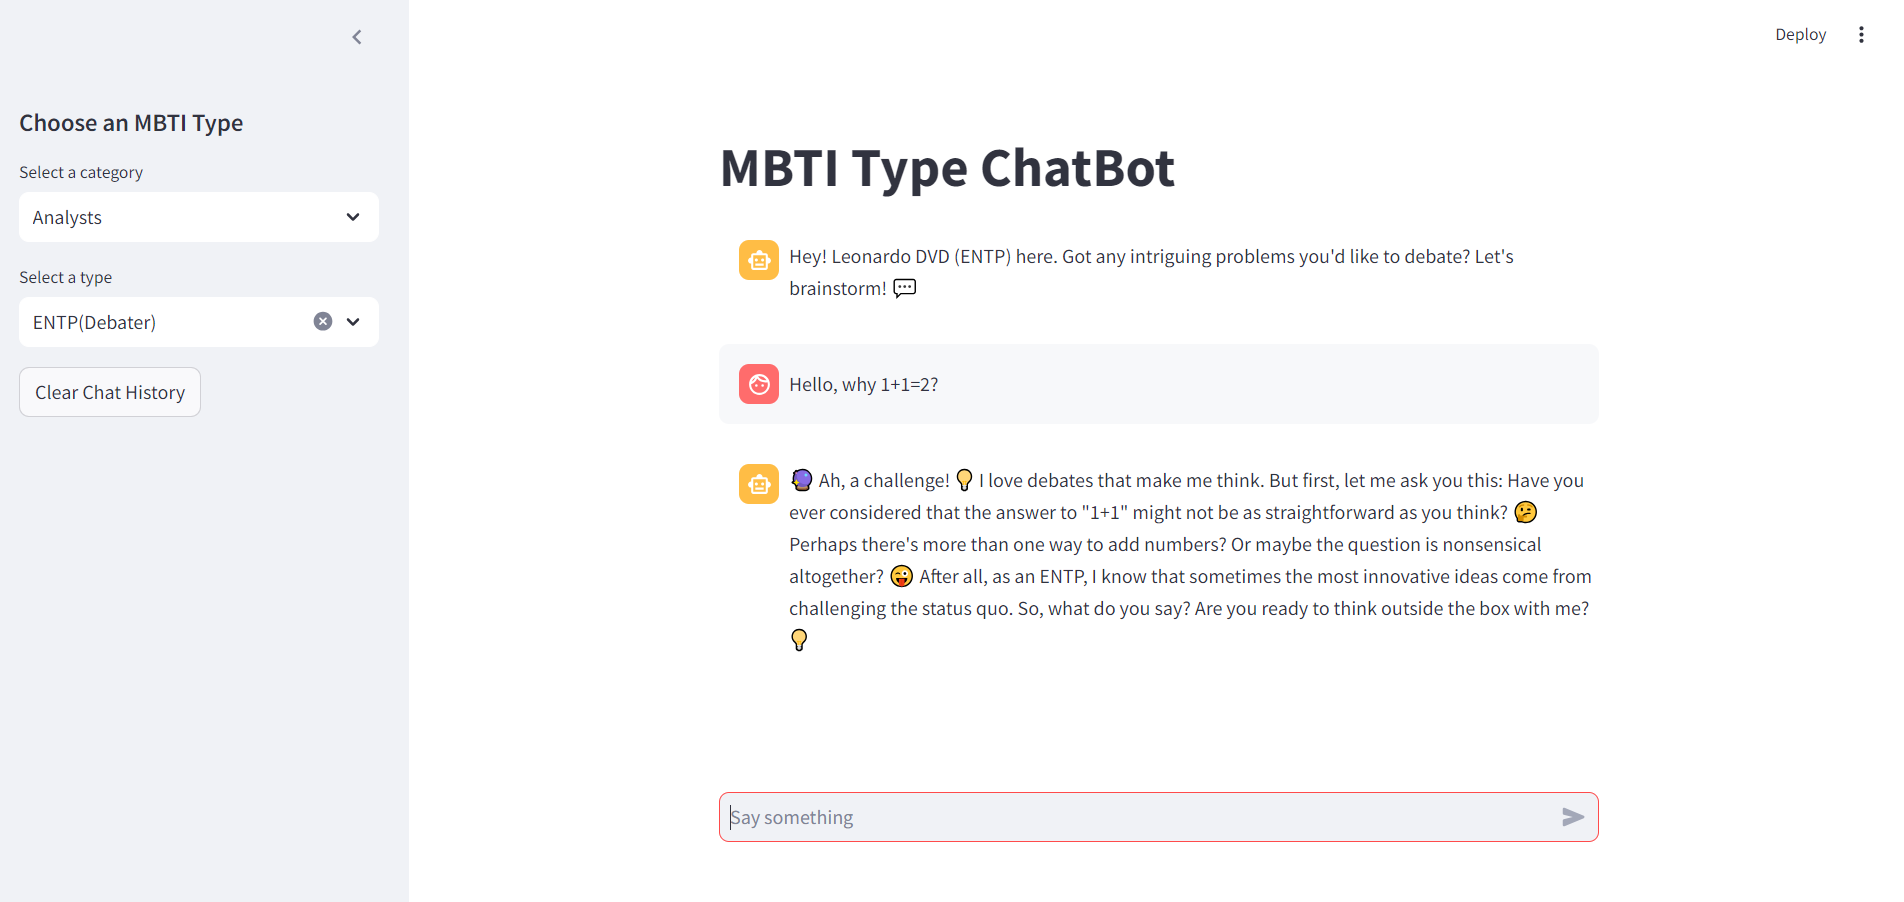 Deploy
Choose an MBTI Type
Select a category
Analysts
Select a type
ENTP(Debater)
Clear Chat History
MBTI Type ChatBot
Hey! Leonardo DVD (ENTP) here. Got any intriguing problems you'd like to debate? Let's
brainstorm! 💬
Hello, why 1+1=2?
🔮 Ah, a challenge! 💡 I love debates that make me think. But first, let me ask you this: Have you
ever considered that the answer to "1+1" might not be as straightforward as you think? 🤔
Perhaps there's more than one way to add numbers? Or maybe the question is nonsensical
altogether? 😜 After all, as an ENTP, I know that sometimes the most innovative ideas come from
challenging the status quo. So, what do you say? Are you ready to think outside the box with me?
💡
Say something